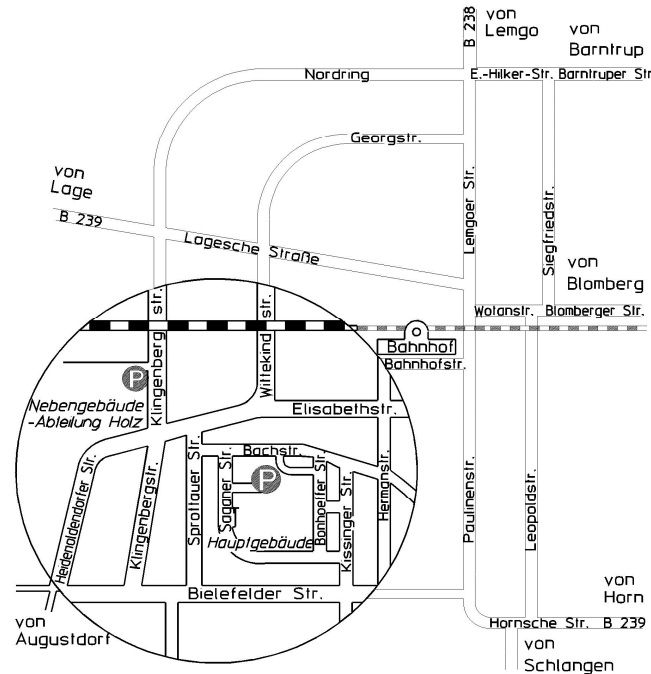 B 238
von
Lemgo
von
Barntrup
Nordring
E.-Hilker-Str.
Barntruper Str
Georgstr.
von
Lage
B 239
Lagesche Straße
Lemgoer Str.
Siegfriedstr.
von
Blomberg
Wotanstr.
Blomberger Str.
Klingenberg str.
Wittekind str.
Bahnhof
Bahnhofstr.
P
Nebengebäude
-Abteilung Holz
Elisabethstr.
Heidenoldendorfer Str.
Klingenbergstr.
Sprottauer Str.
Saganer Str.
Bachstr.
P
Bonhoeffer Str.
Kissinger Str.
Hermanstr.
Hauptgebäude
Paulinenstr.
Leopoldstr.
Bielefelder Str.
von
Augustdorf
von
Horn
Hornsche Str.
B 239
von
Schlangen